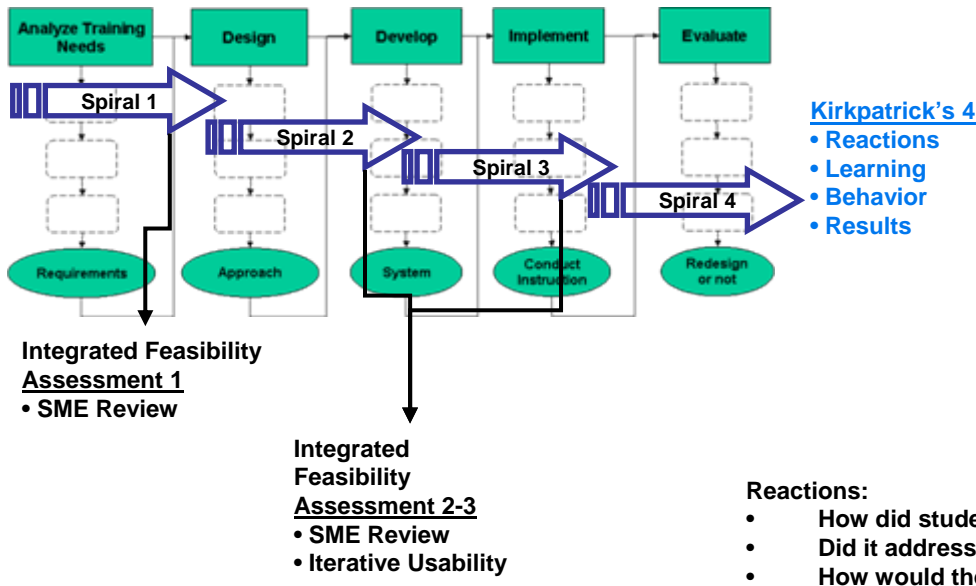 Analyze Training
Needs
Design
Develop
Implement
Evaluate
Spiral 1
Spiral 2
Spiral 3
Spiral 4
Kirkpatrick's 4
• Reactions
• Learning
• Behavior
• Results
Requirements
Approach
System
Conduct
Instruction
Redesign
or not
Integrated Feasibility
Assessment 1
• SME Review
Integrated
Feasibility
Assessment 2-3
• SME Review
• Iterative Usability
Reactions:
• How did stude
• Did it address
• How would the